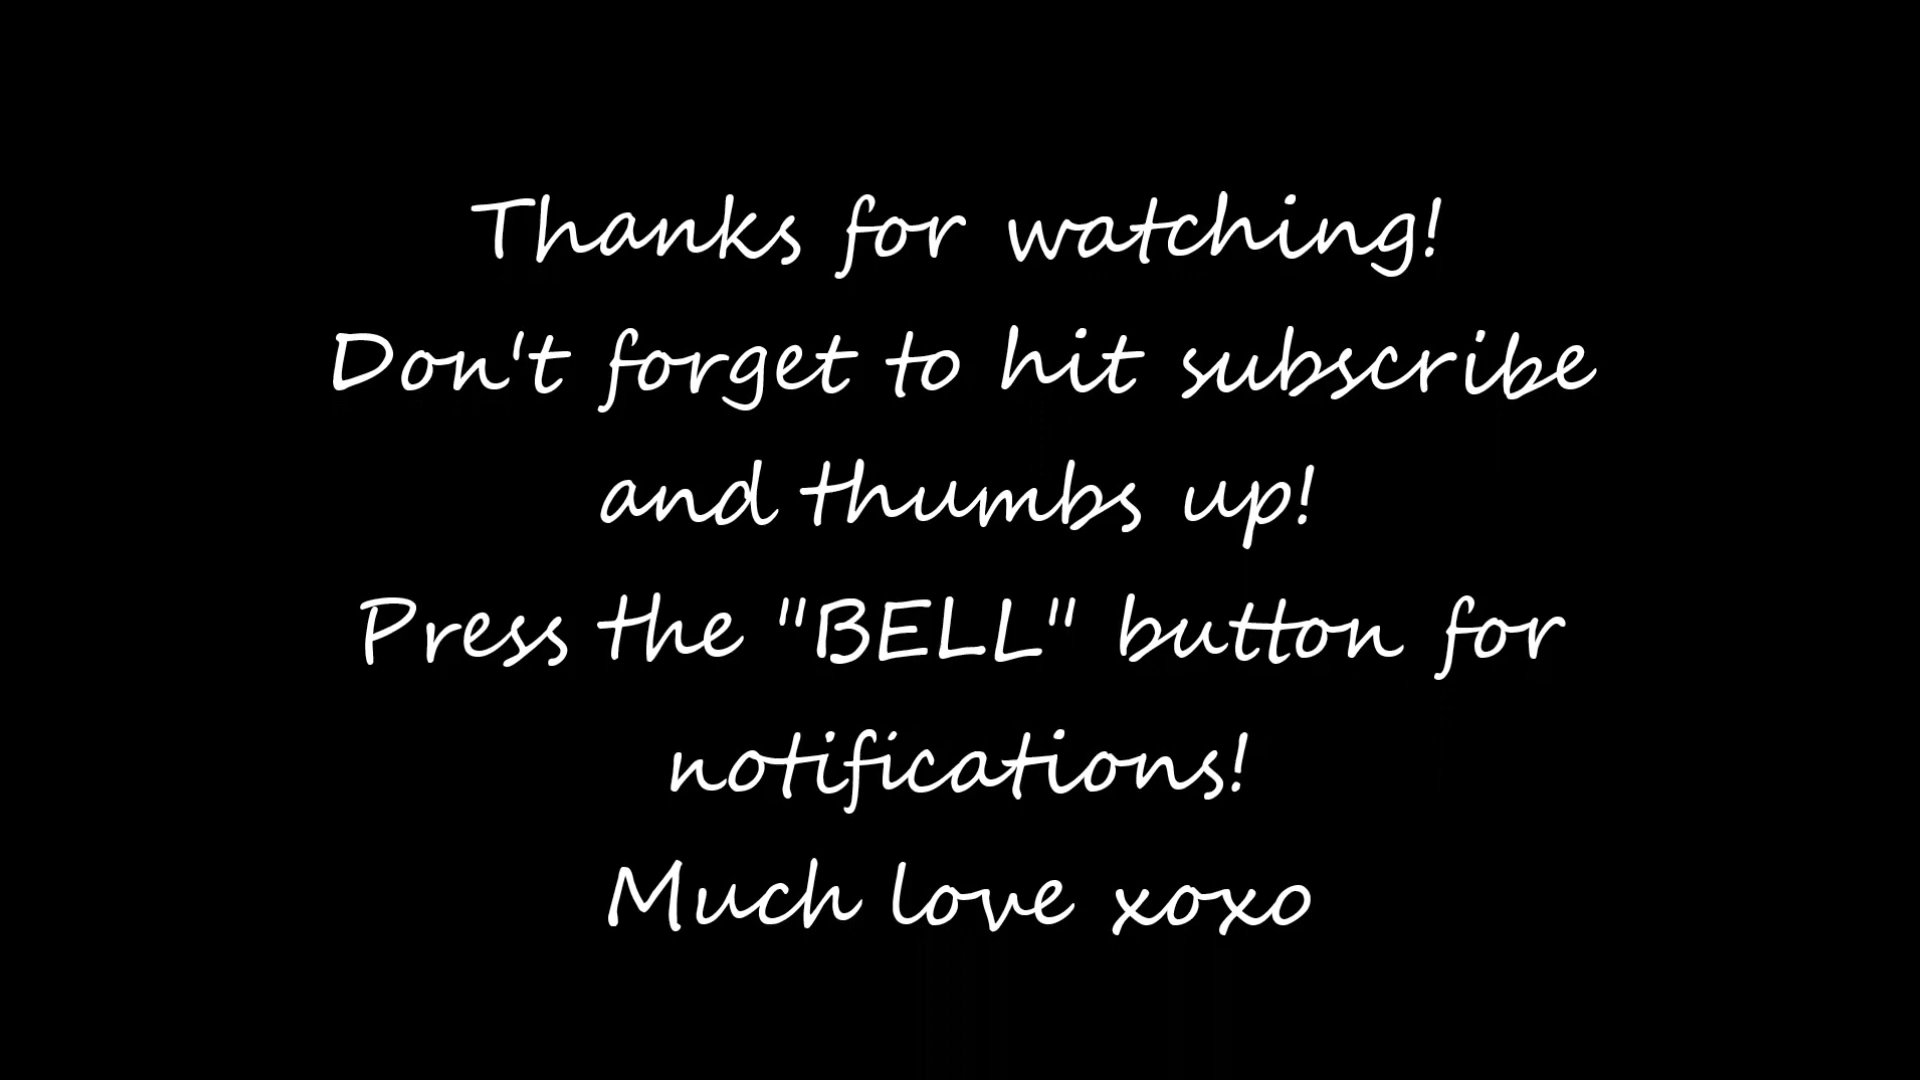 Thanks for watching!
Don't forget to hit subscribe
and thumbs up!
Press the "BELL" button for
notifications!
Much love xoxo